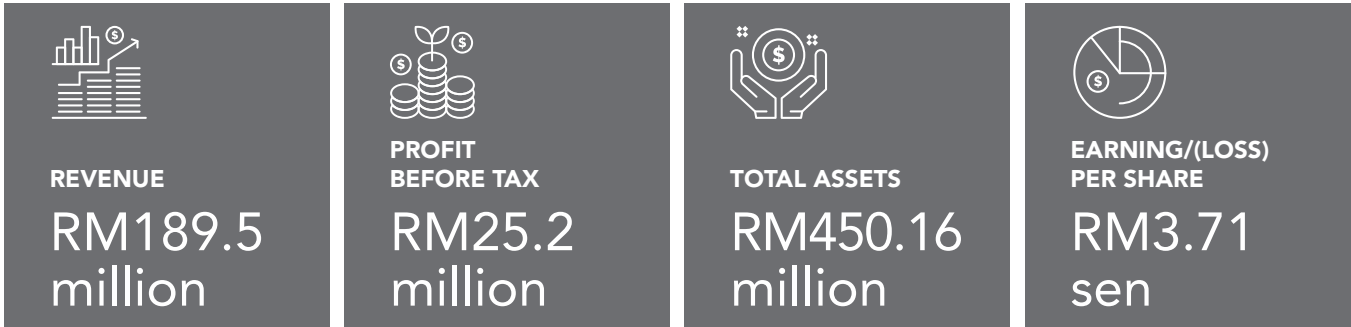 REVENUE
RM189.5
million
PROFIT
BEFORE TAX
RM25.2
million
TOTAL ASSETS
RM450.16
million
EARNING/(LOSS)
PER SHARE
RM3.71
sen